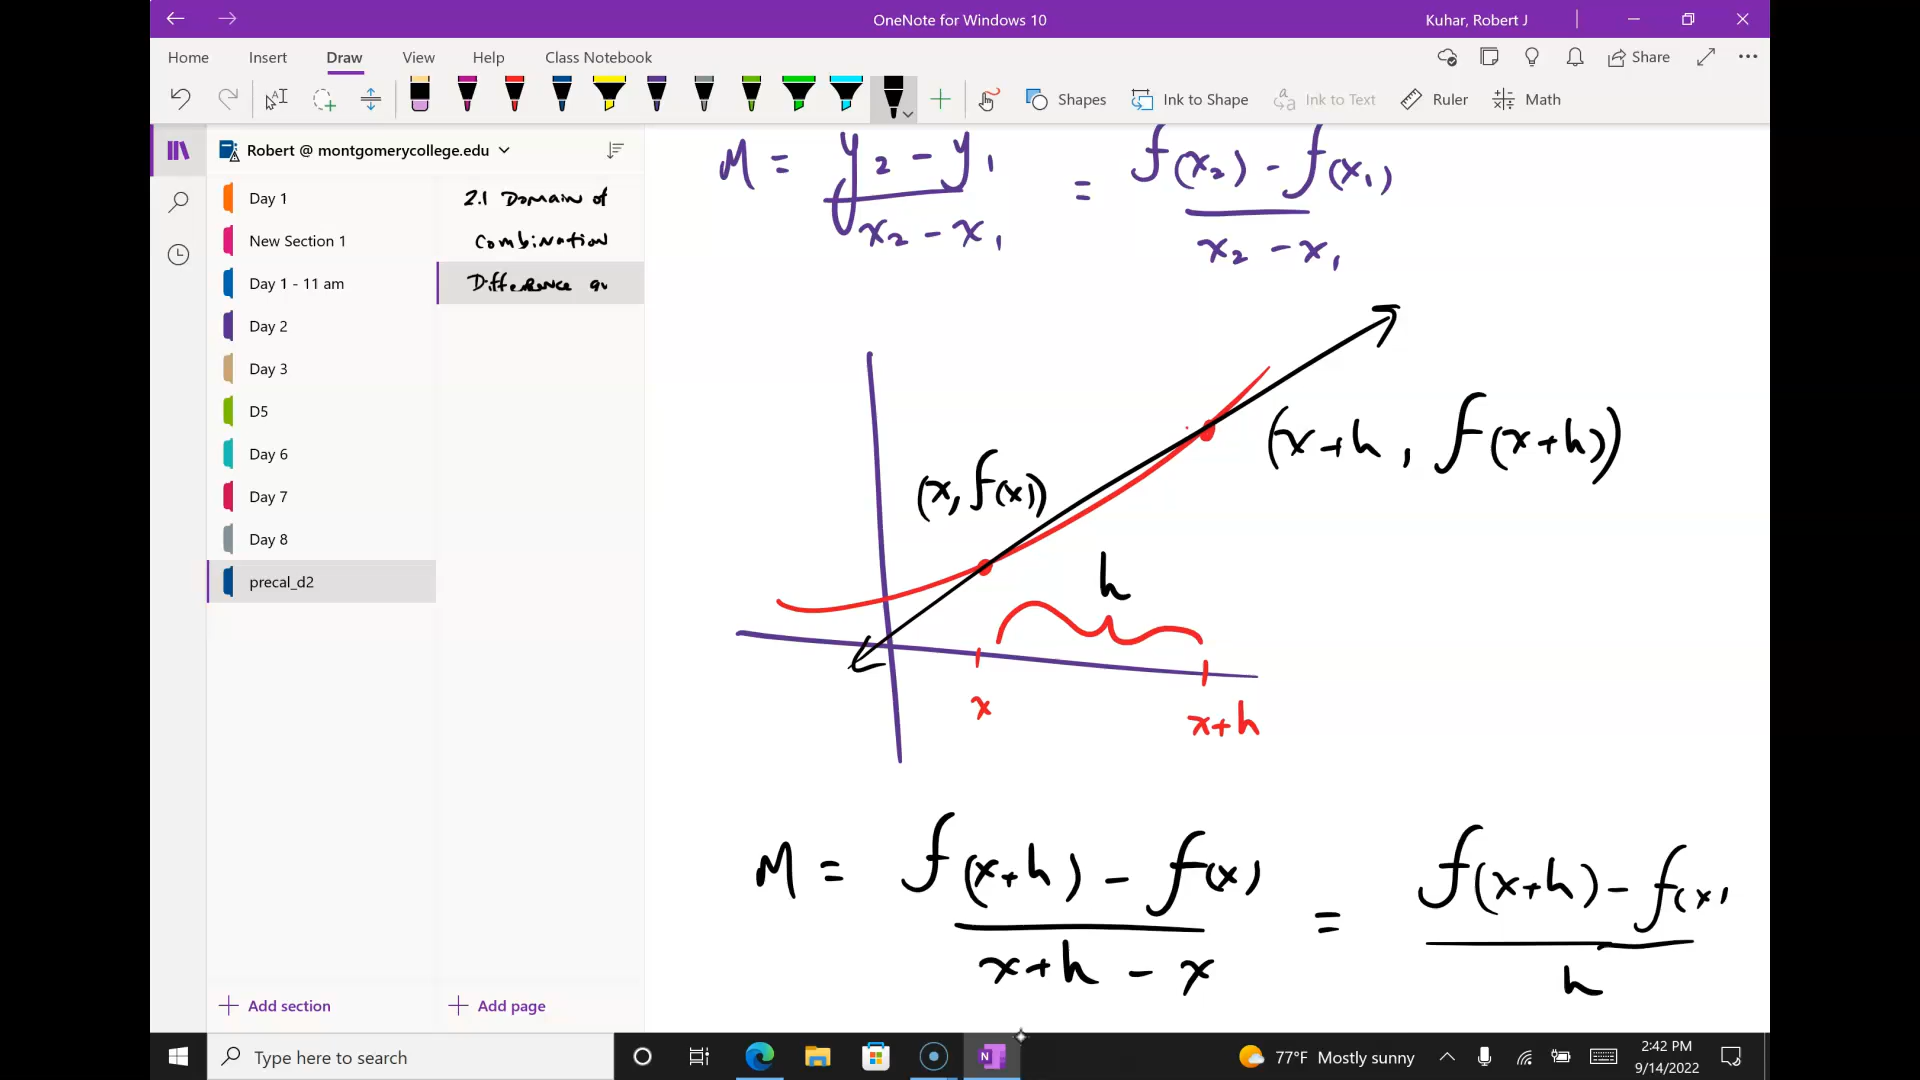 OneNote for Windows 10
Kuhar, Robert J
Home Insert Draw View Help Class Notebook
Share
Shapes Ink to Shape Ink to Text Ruler Math
Robert @ montgomerycollege.edu
Day 1
New Section 1
Day 1 - 11 am
Day 2
Day 3
D5
Day 6
Day 7
Day 8
precal_d2
Add section
2.1 Domain of
Combination
Difference qu
Add page
M = y₂ - y₁ / x₂ - x₁ = f(x₂) - f(x₁) / x₂ - x₁
(x+h, f(x+h))
(x, f(x))
h
x
x+h
M = f(x+h) - f(x) / x+h - x = f(x+h) - f(x) / h
Type here to search
N
77°F Mostly sunny
2:42 PM
9/14/2022